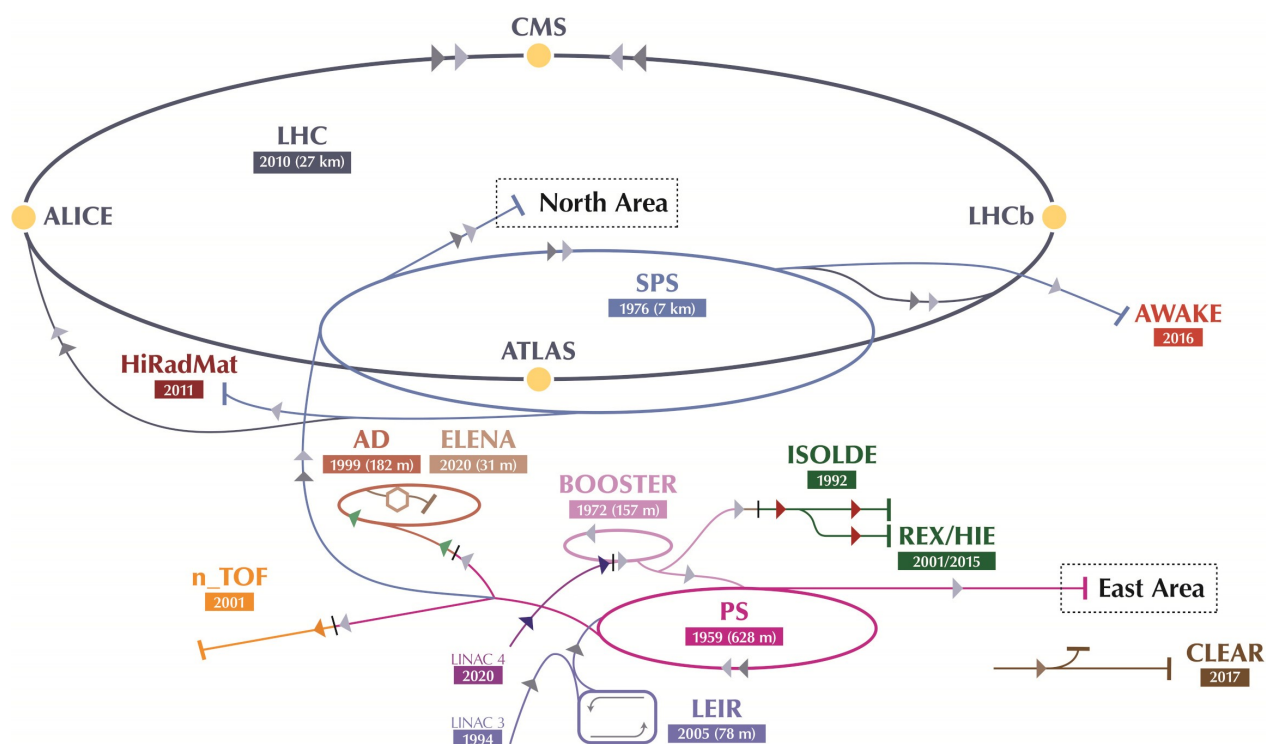 CMS
LHC
2010 (27 km)
North Area
ALICE
LHCb
SPS
1976 (7 km)
AWAKE
2016
ATLAS
HiRadMat
2011
AD
1999 (182 m)
ELENA
2020 (31 m)
ISOLDE
1992
BOOSTER
1972 (157 m)
REX/HIE
2001/2015
n_TOF
2001
East Area
PS
1959 (628 m)
LINAC 4
2020
CLEAR
2017
LINAC 3
1994
LEIR
2005 (78 m)